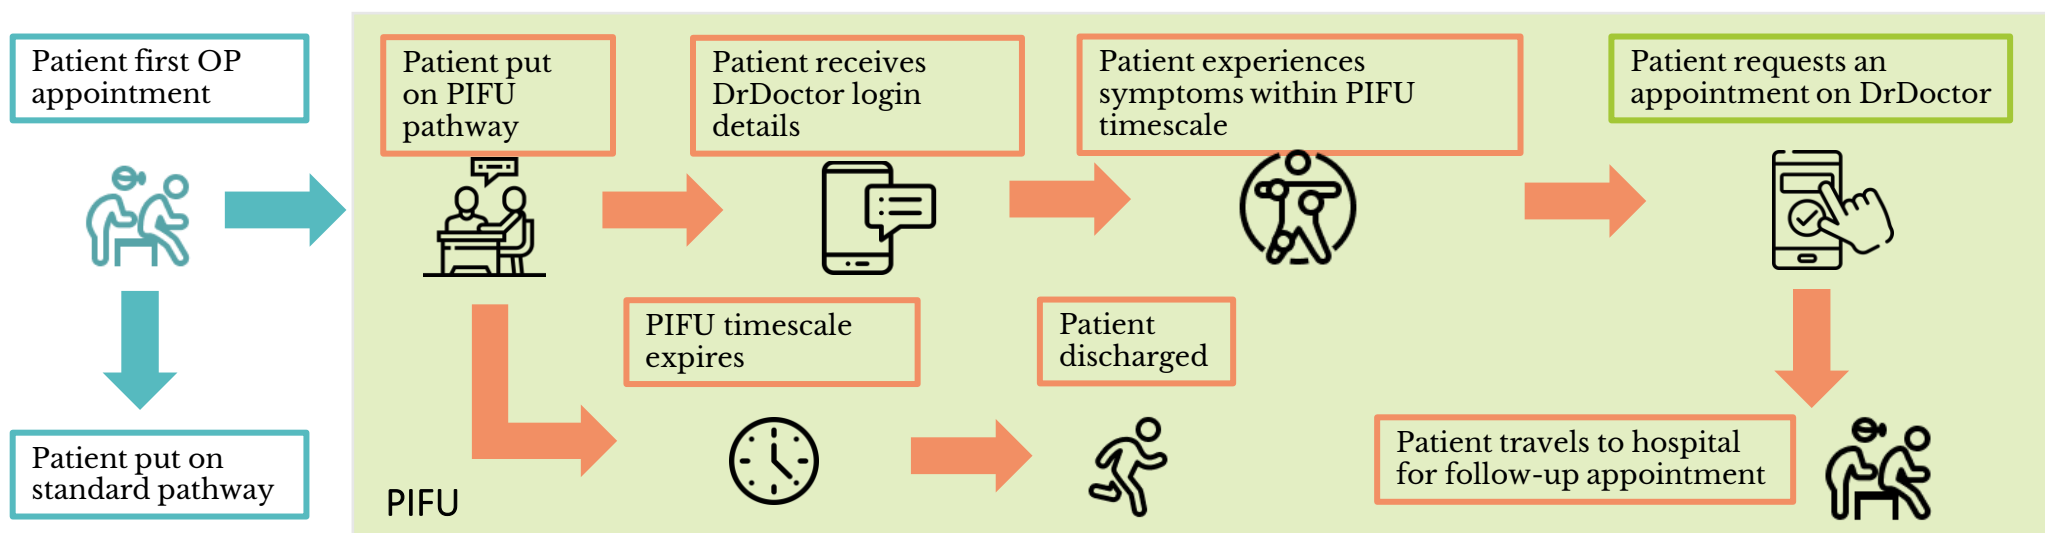 Patient first OP
appointment
Patient put
on PIFU
pathway
Patient receives
DrDoctor login
details
Patient experiences
symptoms within PIFU
timescale
Patient requests an
appointment on DrDoctor
PIFU timescale
expires
Patient
discharged
Patient put on
standard pathway
Patient travels to hospital
for follow-up appointment
PIFU